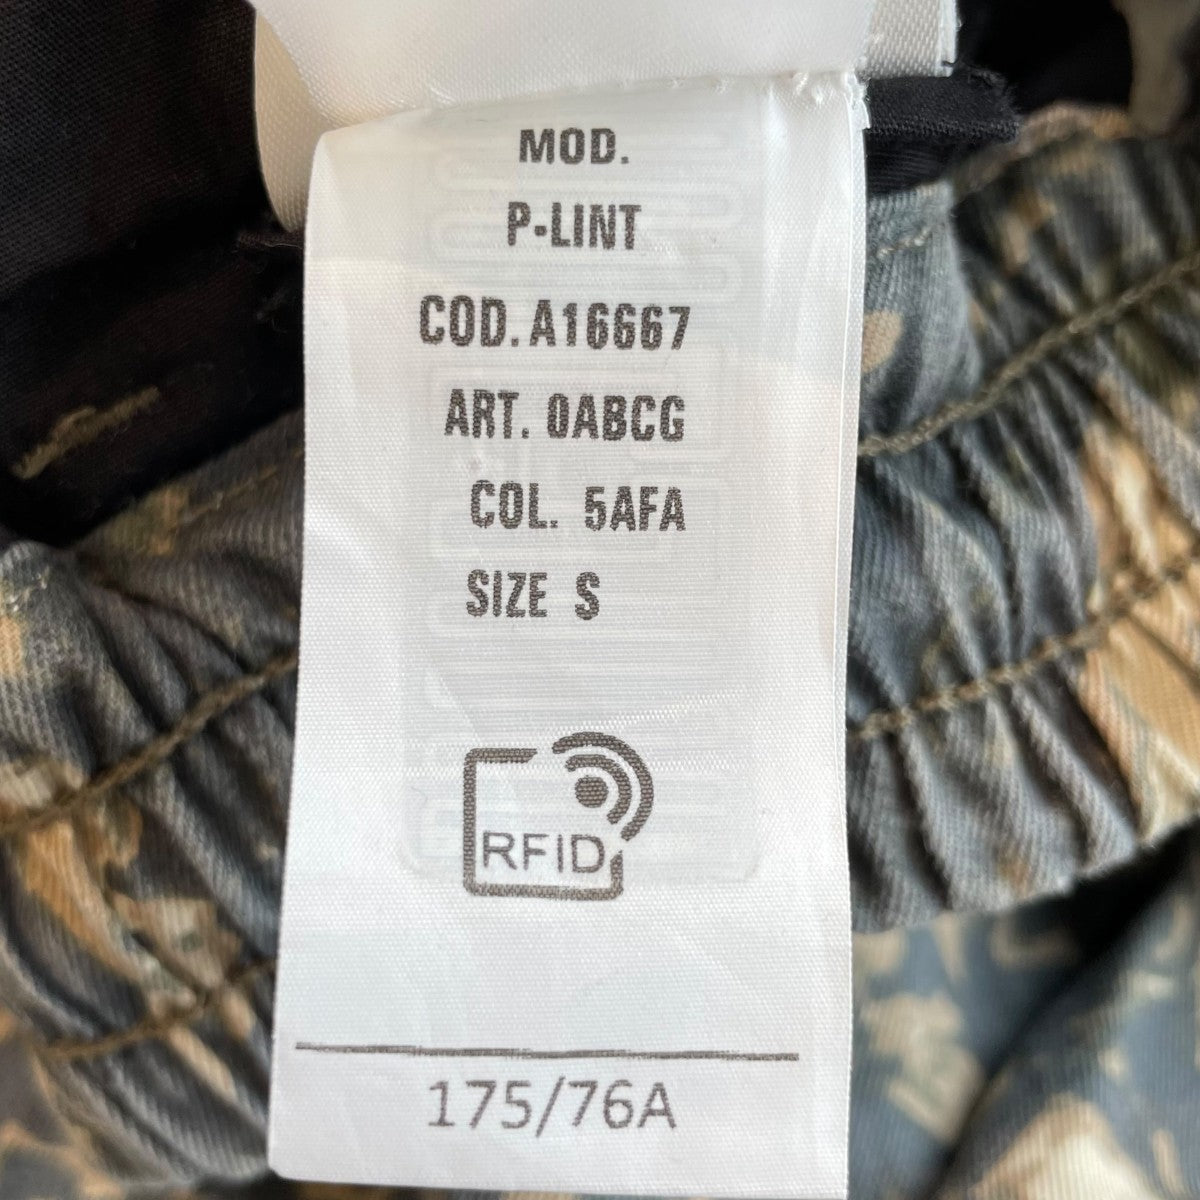 MOD.
P-LINT
COD. A16667
ART. 0ABCG
COL. 5AFA
SIZE S
RFID
175/76A